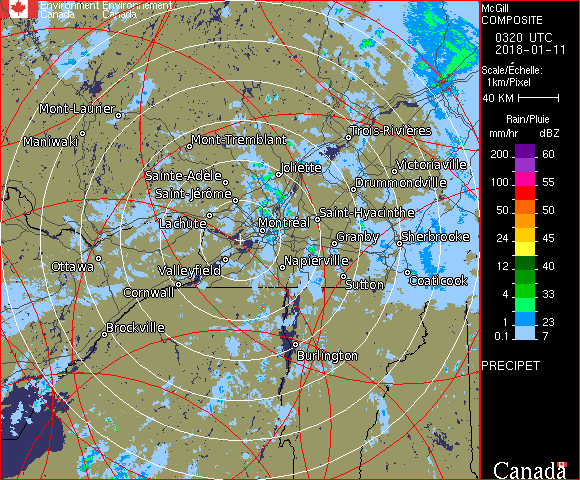 Environment Environnement
Canada Canada
McGill
COMPOSITE
0320 UTC
2018-01-11
Scale/Échelle:
1km/Pixel
40 KM
Rain/Pluie
mm/hr dBZ
200 60
100 55
50 50
24 45
12 40
4 33
1 23
0.1 7
PRECIPET
Canada
Mont-Laurier
Maniwaki
Mont-Tremblant
Trois-Rivières
Sainte-Adèle
Joliette
Victoriaville
Saint-Jérôme
Drummondville
Lachute
Montréal
Saint-Hyacinthe
Granby
Sherbrooke
Ottawa
Valleyfield
Napierville
Cornwall
Sutton
Coaticook
Brockville
Burlington